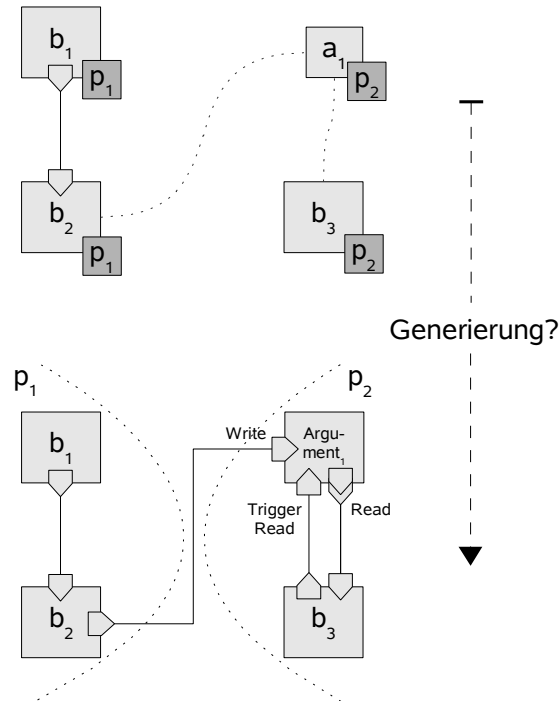 b₁
p₁
a₁
p₂
b₂
p₁
b₃
p₂
Generierung?
p₁
p₂
b₁
Write
Argu-
ment₁
Trigger
Read
Read
b₂
b₃